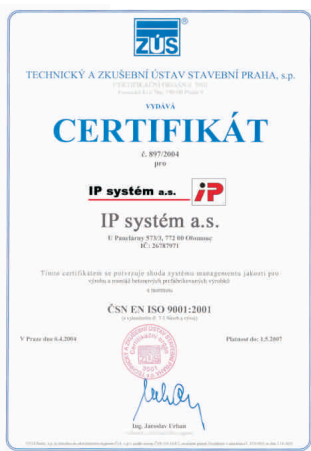 ZÚS
TECHNICKÝ A ZKUŠEBNÍ ÚSTAV STAVEBNÍ PRAHA, s.p.
VYDÁVÁ
CERTIFIKÁT
č. 897/2004
pro
IP systém a.s. iP
IP systém a.s.
U Panelárny 573/3, 772 00 Olomouc
IČ: 26787971
Tímto certifikátem se potvrzuje shoda systému managementu jakosti pro
výrobu a montáž betonových prefabrikovaných výrobků
s normou
ČSN EN ISO 9001:2001
V Praze dne 6.4.2004
Platnost do: 1.5.2007
Ing. Jaroslav Urban